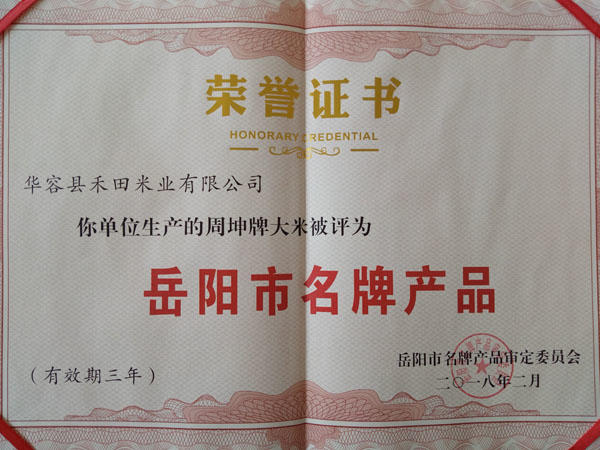 荣誉证书
HONORARY CREDENTIAL
华容县禾田米业有限公司
你单位生产的周坤牌大米被评为
岳阳市名牌产品
岳阳市名牌产品审定委员会
(有效期三年)
二〇一八年二月